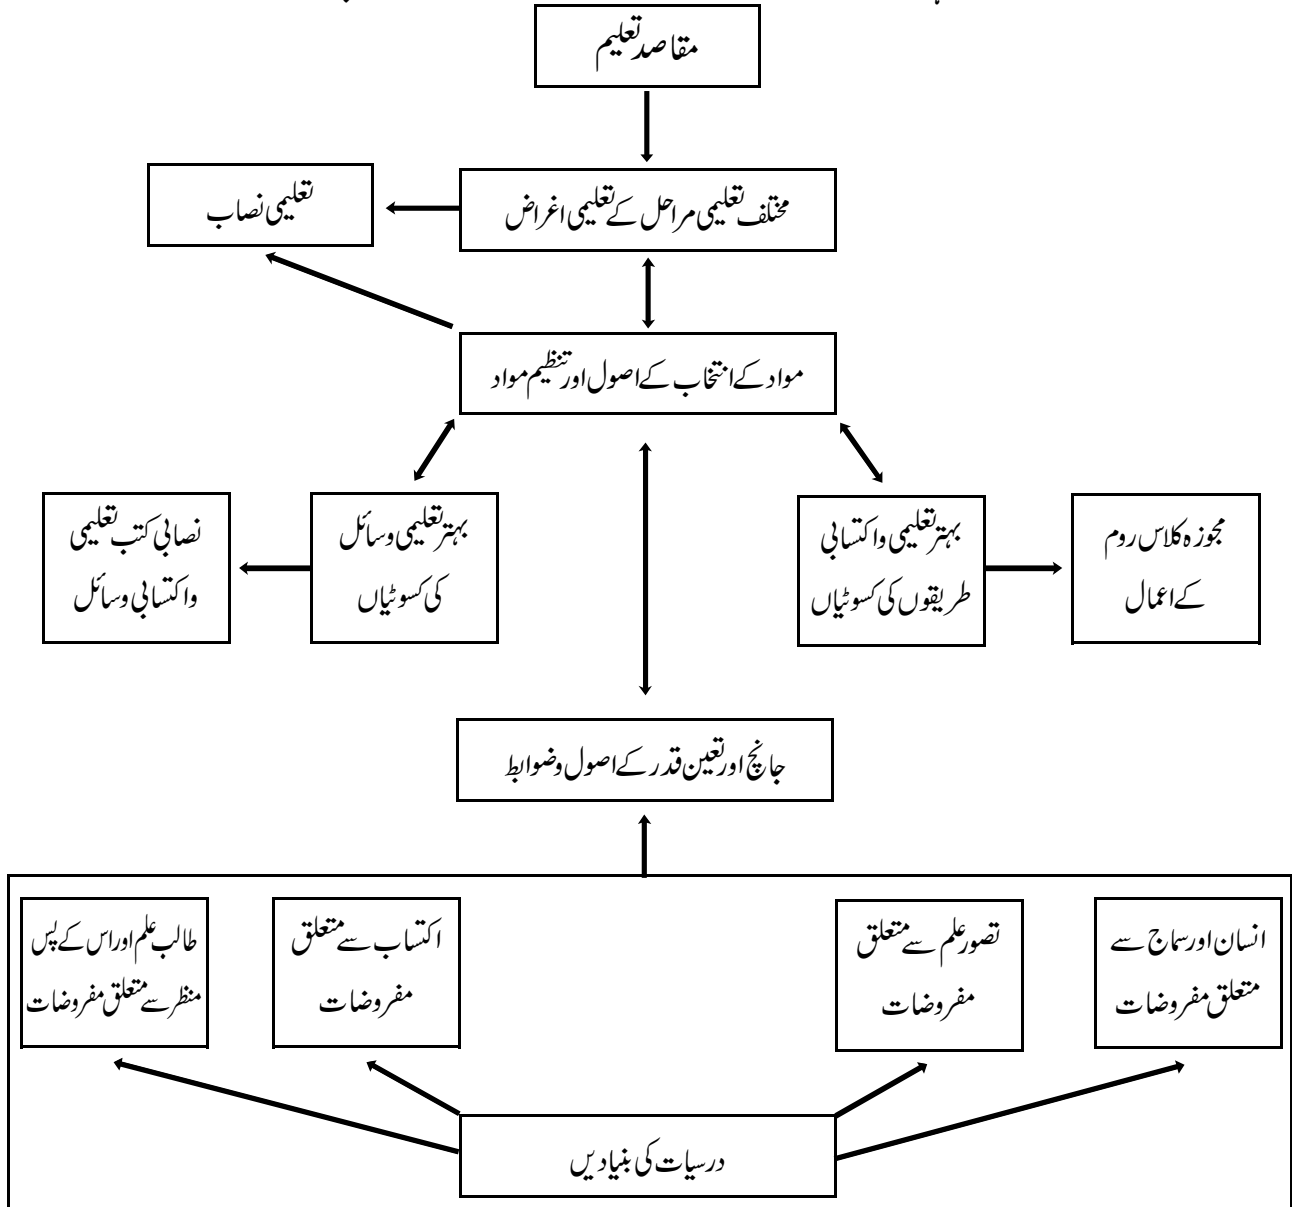 مقاصد تعلیم
مختلف تعلیمی مراحل کے تعلیمی اغراض
تعلیمی نصاب
مواد کے انتخاب کے اصول اور تنظیم مواد
مجوزہ کلاس روم
کے اعمال
بہتر تعلیمی و اکتسابی
طریقوں کی کسوٹیاں
بہتر تعلیمی وسائل
کی کسوٹیاں
نصابی کتب تعلیمی
و اکتسابی وسائل
جانچ اور تعین قدر کے اصول و ضوابط
انسان اور سماج سے
متعلق مفروضات
تصور علم سے متعلق
مفروضات
اکتساب سے متعلق
مفروضات
طالب علم اور اس کے پس
منظر سے متعلق مفروضات
درسیات کی بنیادیں